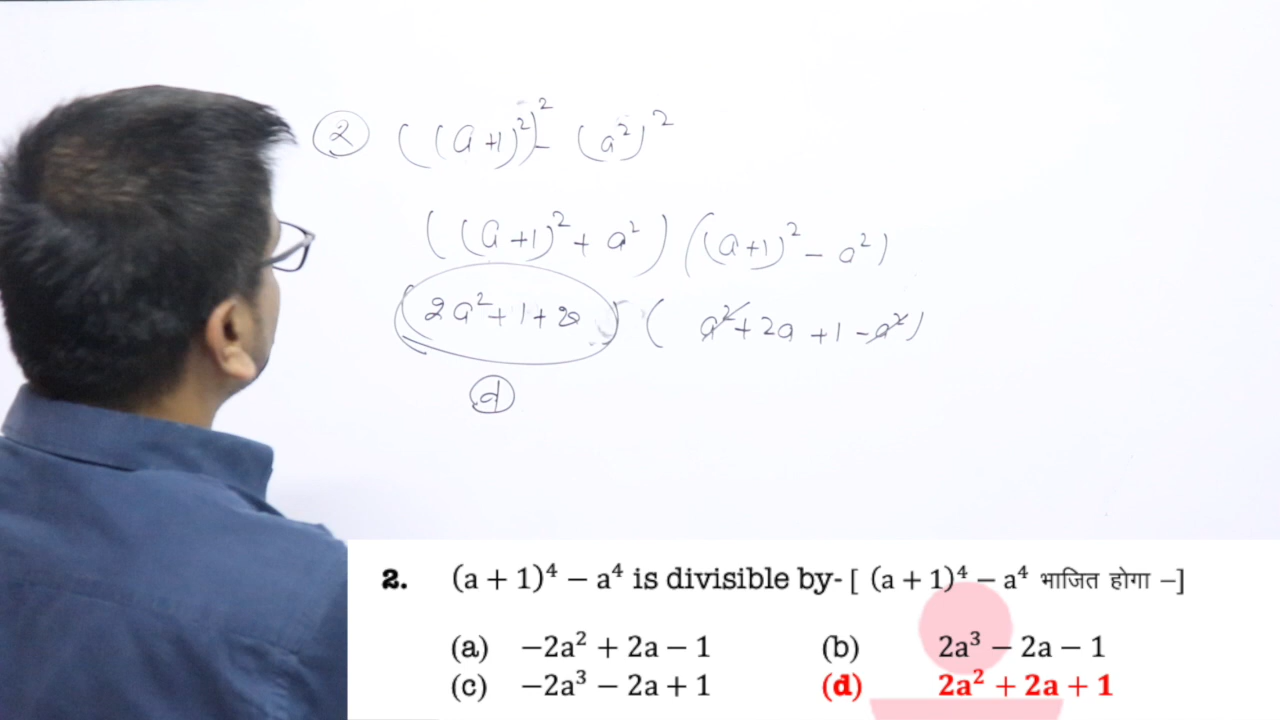 ② ((a+1)²)² - (a²)²
((a+1)² + a²) ((a+1)² - a²)
(2a² + 1 + 2a) (a² + 2a + 1 - a²)
ⓓ
2. (a + 1)⁴ – a⁴ is divisible by- [ (a + 1)⁴ – a⁴ भाजित होगा –]
(a) −2a² + 2a − 1 (b) 2a³ − 2a − 1
(c) −2a³ − 2a + 1 (d) 2a² + 2a + 1